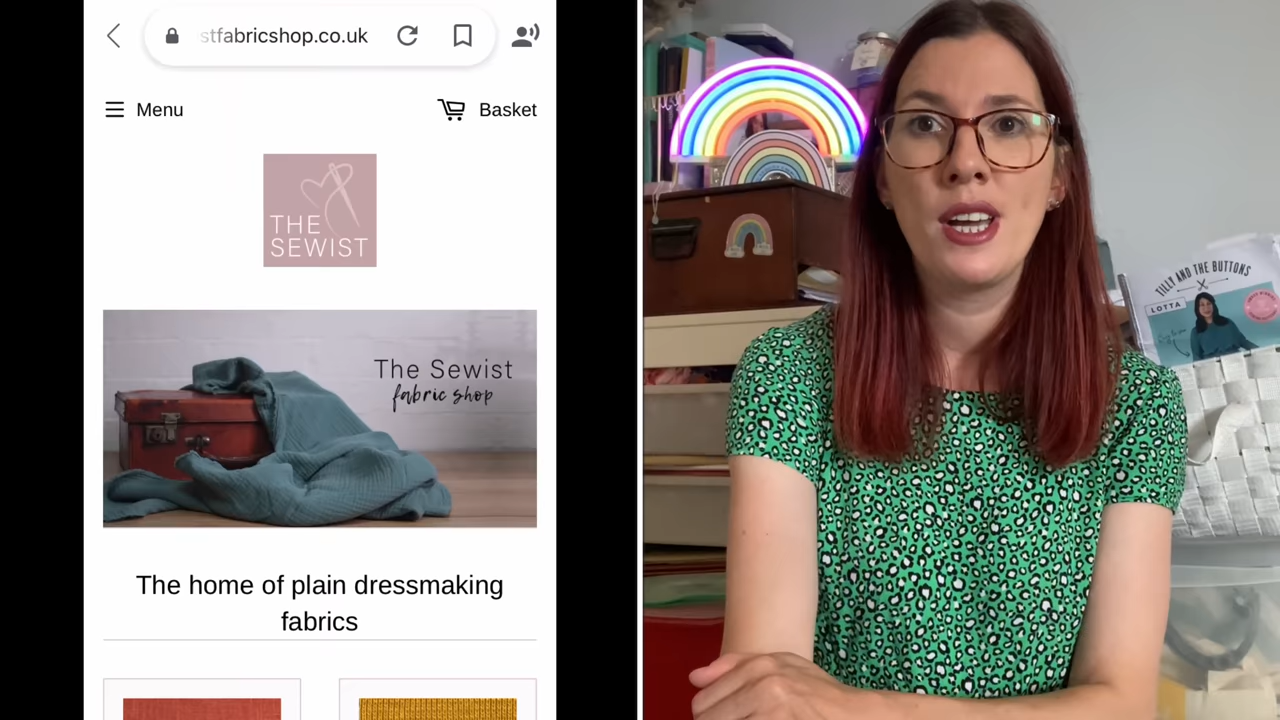 stfabricshop.co.uk
Menu
Basket
THE
SEWIST
The Sewist
fabric shop
The home of plain dressmaking
fabrics
TILLY AND THE BUTTONS
LOTTA